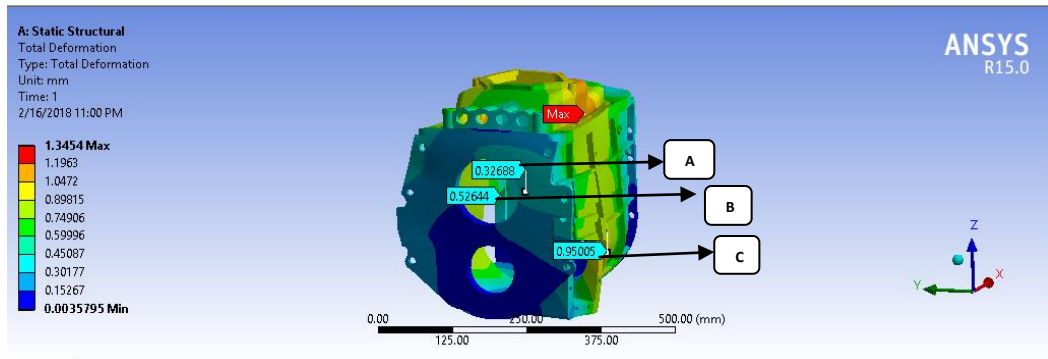 A: Static Structural
Total Deformation
Type: Total Deformation
Unit: mm
Time: 1
2/16/2018 11:00 PM
ANSYS
R15.0
1.3454 Max
1.1963
1.0472
0.89815
0.74906
0.59996
0.45087
0.30177
0.15267
0.0035795 Min
Max
0.32688
A
0.52644
B
0.95005
C
Z
Y
X
0.00
250.00
500.00 (mm)
125.00
375.00